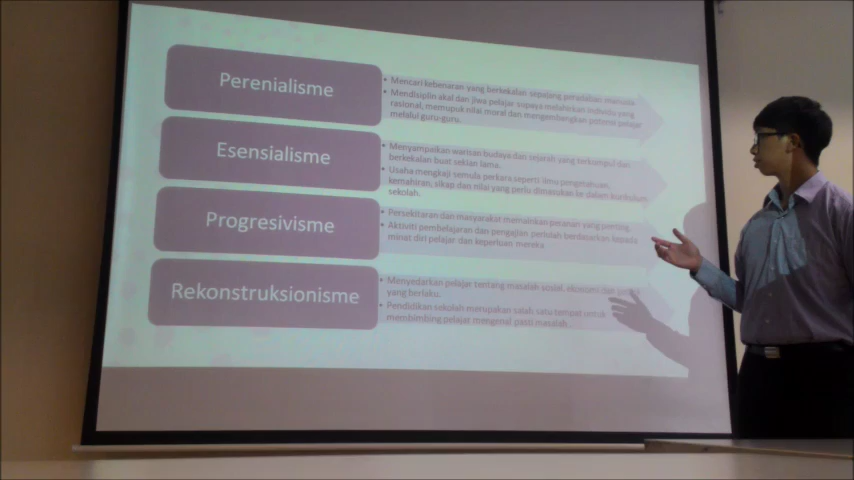 Perenialisme
• Mencari kebenaran yang berkekalan sepanjang peradaban manusia
• Mendisiplin akal dan jiwa pelajar supaya melahirkan individu yang
rasional, memupuk nilai moral dan mengembangkan potensi pelajar
melalui guru-guru.
Esensialisme
• Menyampaikan warisan budaya dan sejarah yang terkumpul dan
berkekalan buat sekian lama.
• Usaha mengkaji semula perkara seperti ilmu pengetahuan,
kemahiran, sikap dan nilai yang perlu dimasukan ke dalam kurikulum
sekolah.
Progresivisme
• Persekitaran dan masyarakat memainkan peranan yang penting.
• Aktiviti pembelajaran dan pengajian perlulah berdasarkan kepada
minat diri pelajar dan keperluan mereka
Rekonstruksionisme
• Menyedarkan pelajar tentang masalah sosial, ekonomi dan
yang berlaku.
• Pendidikan sekolah merupakan salah satu tempat untuk
membimbing pelajar mengenal pasti masalah.